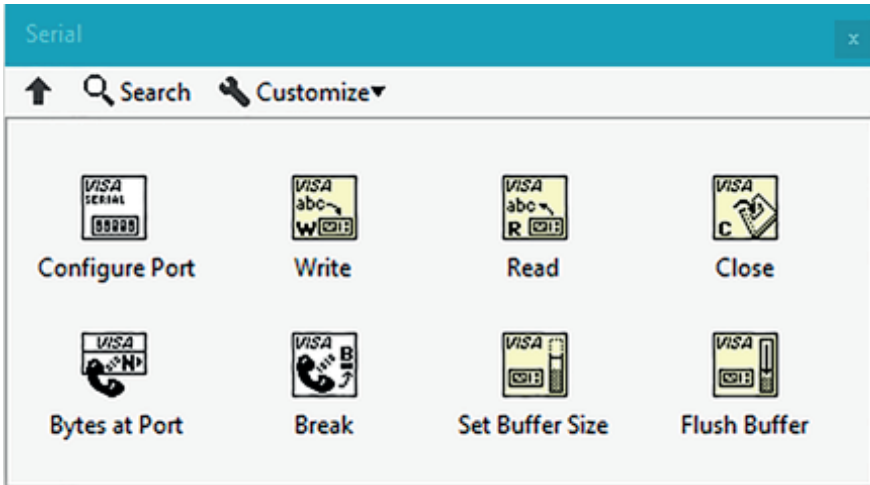 Serial
x
Search Customize
VISA SERIAL
VISA abc W
VISA abc R
VISA C
Configure Port Write Read Close
VISA N
VISA B
VISA
VISA
Bytes at Port Break Set Buffer Size Flush Buffer